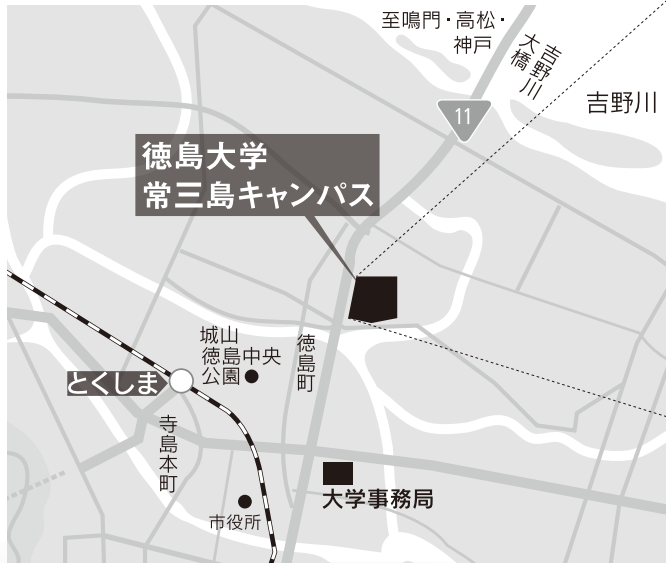 至鳴門・高松・
神戸
吉野川
大橋
吉野川
11
徳島大学
常三島キャンパス
城山
徳島中央
公園
徳島町
とくしま
寺島本町
大学事務局
市役所